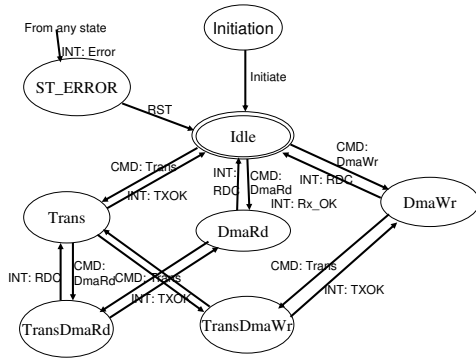 From any state
INT: Error
Initiation
ST_ERROR
Initiate
RST
Idle
CMD:
DmaWr
CMD: Trans
INT: TXOK
INT:
RDC
CMD:
DmaRd
INT: RDC
INT: Rx_OK
Trans
DmaRd
DmaWr
INT: RDC
CMD:
DmaRd
CMD: Trans
INT: TXOK
CMD: Trans
INT: TXOK
TransDmaRd
TransDmaWr